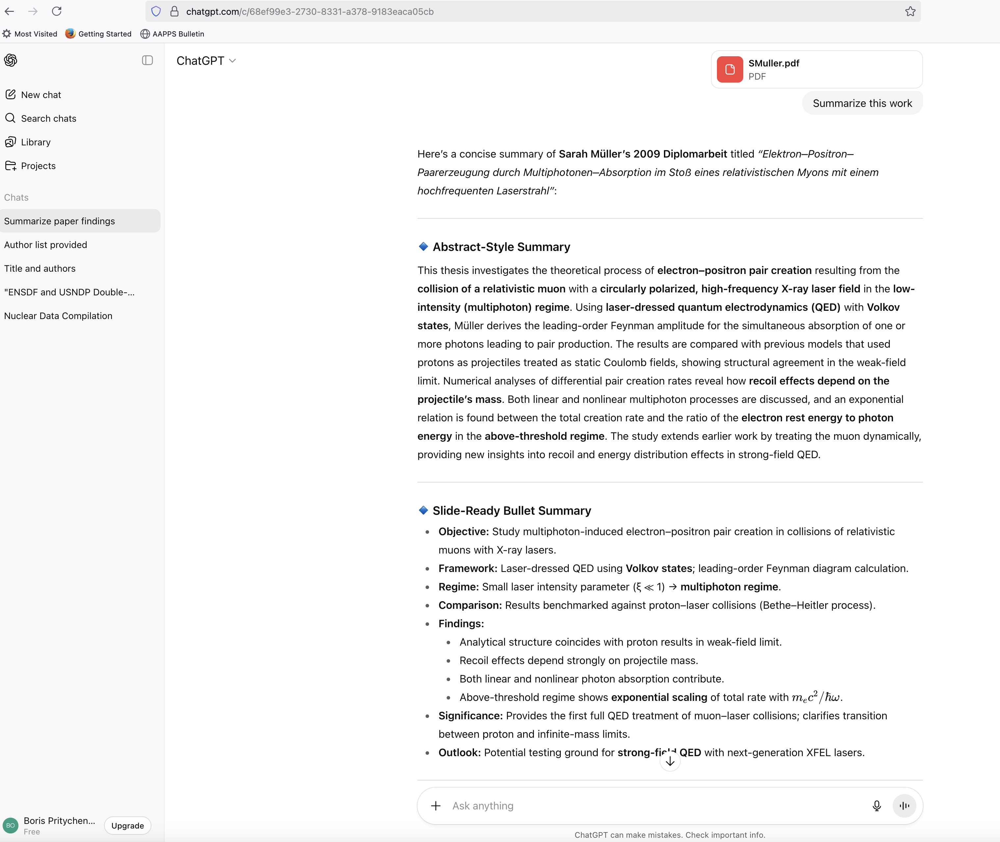 chatgpt.com/c/68ef99e3-2730-8331-a378-9183eaca05cb
Most Visited
Getting Started
AAPPS Bulletin
New chat
Search chats
Library
Projects
Chats
Summarize paper findings
Author list provided
Title and authors
"ENSDF and USNDP Double-...
Nuclear Data Compilation
BO
Boris Pritychen...
Free
Upgrade
ChatGPT
SMuller.pdf
PDF
Summarize this work
Here’s a concise summary of Sarah Müller’s 2009 Diplomarbeit titled “Elektron–Positron–
Paarerzeugung durch Multiphotonen–Absorption im Stoß eines relativistischen Myons mit einem
hochfrequenten Laserstrahl”:
Abstract-Style Summary
This thesis investigates the theoretical process of electron–positron pair creation resulting from the
collision of a relativistic muon with a circularly polarized, high-frequency X-ray laser field in the low-
intensity (multiphoton) regime. Using laser-dressed quantum electrodynamics (QED) with Volkov
states, Müller derives the leading-order Feynman amplitude for the simultaneous absorption of one or
more photons leading to pair production. The results are compared with previous models that used
protons as projectiles treated as static Coulomb fields, showing structural agreement in the weak-field
limit. Numerical analyses of differential pair creation rates reveal how recoil effects depend on the
projectile’s mass. Both linear and nonlinear multiphoton processes are discussed, and an exponential
relation is found between the total creation rate and the ratio of the electron rest energy to photon
energy in the above-threshold regime. The study extends earlier work by treating the muon dynamically,
providing new insights into recoil and energy distribution effects in strong-field QED.
Slide-Ready Bullet Summary
• Objective: Study multiphoton-induced electron–positron pair creation in collisions of relativistic
muons with X-ray lasers.
• Framework: Laser-dressed QED using Volkov states; leading-order Feynman diagram calculation.
• Regime: Small laser intensity parameter (ξ ≪ 1) → multiphoton regime.
• Comparison: Results benchmarked against proton–laser collisions (Bethe–Heitler process).
• Findings:
• Analytical structure coincides with proton results in weak-field limit.
• Recoil effects depend strongly on projectile mass.
• Both linear and nonlinear photon absorption contribute.
• Above-threshold regime shows exponential scaling of total rate with mₑc²/ħω.
• Significance: Provides the first full QED treatment of muon–laser collisions; clarifies transition
between proton and infinite-mass limits.
• Outlook: Potential testing ground for strong-field QED with next-generation XFEL lasers.
Ask anything
ChatGPT can make mistakes. Check important info.